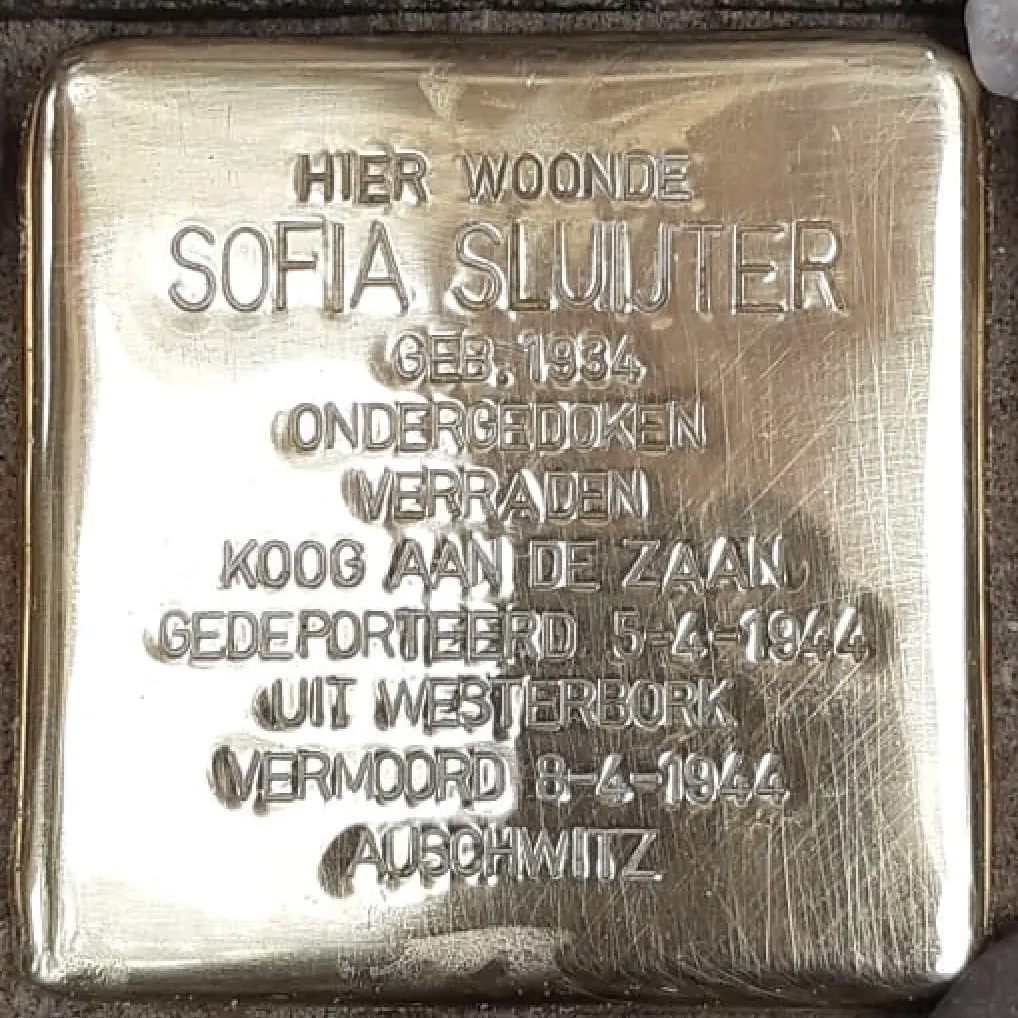 HIER WOONDE
SOFIA SLUIJTER
GEB. 1934
ONDERGEDOKEN
VERRADEN
KOOG AAN DE ZAAN
GEDEPORTEERD 5-4-1944
UIT WESTERBORK
VERMOORD 8-4-1944
AUSCHWITZ